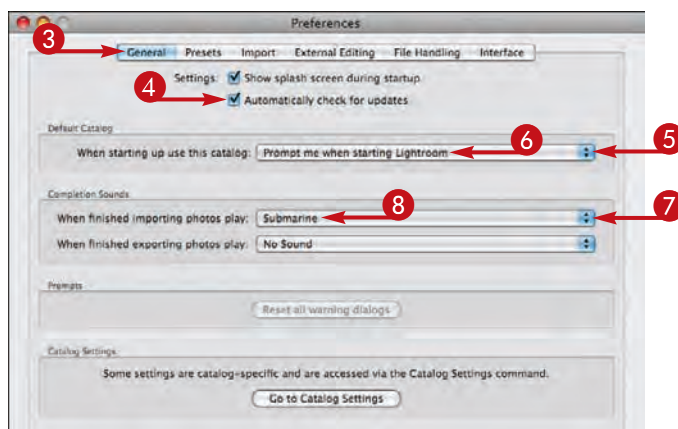 Preferences
3
General Presets Import External Editing File Handling Interface
Settings: Show splash screen during startup
4
Automatically check for updates
Default Catalog
6
5
When starting up use this catalog: Prompt me when starting Lightroom
Completion Sounds
8
7
When finished importing photos play: Submarine
When finished exporting photos play: No Sound
Prompts
Reset all warning dialogs
Catalog Settings
Some settings are catalog-specific and are accessed via the Catalog Settings command.
Go to Catalog Settings